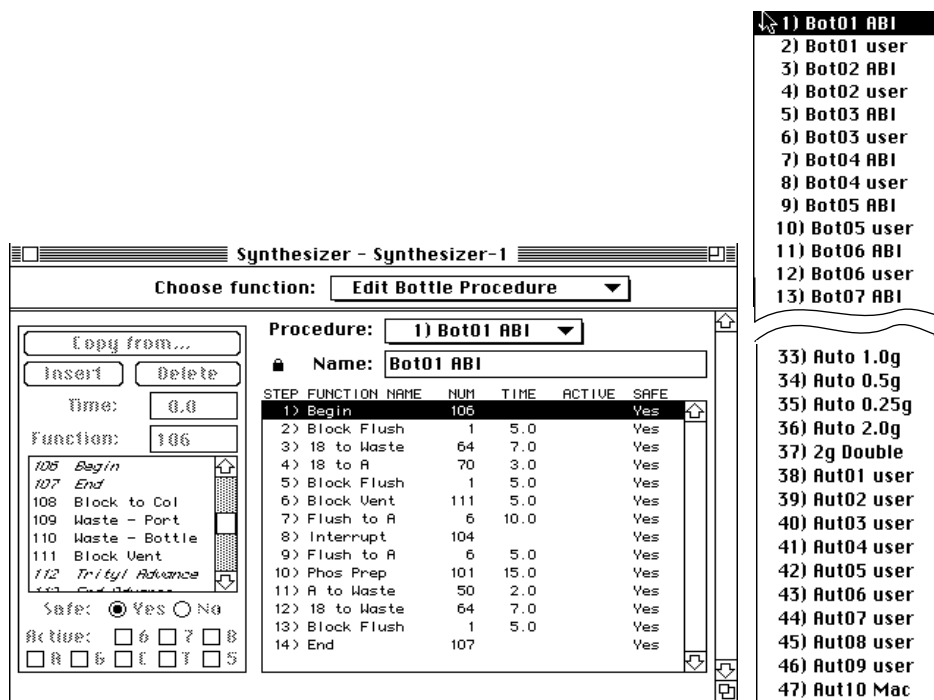 Synthesizer - Synthesizer-1
Choose function: Edit Bottle Procedure
Copy from...
Insert Delete
Time: 0.0
Function: 106
106 Begin
107 End
108 Block to Col
109 Waste - Port
110 Waste - Bottle
111 Block Vent
112 Trityl Advance
Safe: Yes No
Active: 6 7 8
A G C T 5
Procedure: 1) Bot01 ABI
Name: Bot01 ABI
STEP FUNCTION NAME NUM TIME ACTIVE SAFE
1) Begin 106 Yes
2) Block Flush 1 5.0 Yes
3) 18 to Waste 64 7.0 Yes
4) 18 to A 70 3.0 Yes
5) Block Flush 1 5.0 Yes
6) Block Vent 111 5.0 Yes
7) Flush to A 6 10.0 Yes
8) Interrupt 104 Yes
9) Flush to A 6 5.0 Yes
10) Phos Prep 101 15.0 Yes
11) A to Waste 50 2.0 Yes
12) 18 to Waste 64 7.0 Yes
13) Block Flush 1 5.0 Yes
14) End 107 Yes
1) Bot01 ABI
2) Bot01 user
3) Bot02 ABI
4) Bot02 user
5) Bot03 ABI
6) Bot03 user
7) Bot04 ABI
8) Bot04 user
9) Bot05 ABI
10) Bot05 user
11) Bot06 ABI
12) Bot06 user
13) Bot07 ABI
33) Auto 1.0g
34) Auto 0.5g
35) Auto 0.25g
36) Auto 2.0g
37) 2g Double
38) Aut01 user
39) Aut02 user
40) Aut03 user
41) Aut04 user
42) Aut05 user
43) Aut06 user
44) Aut07 user
45) Aut08 user
46) Aut09 user
47) Aut10 Mac